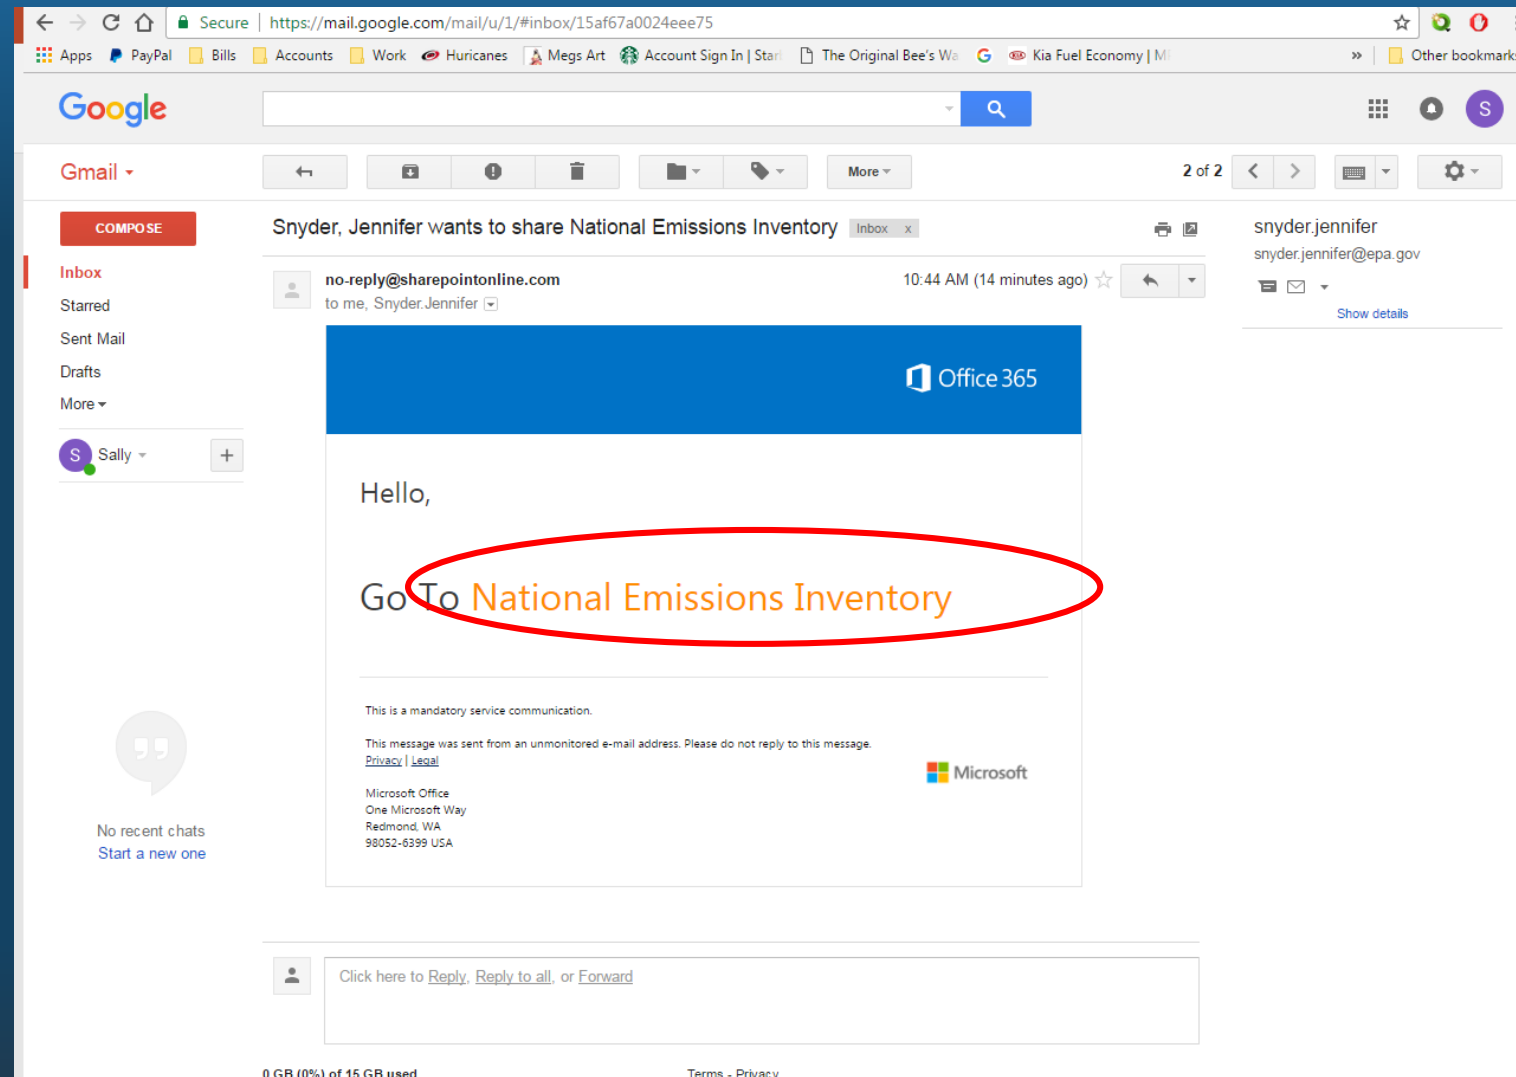 Secure https://mail.google.com/mail/u/1/#inbox/15af67a0024eee75
Apps PayPal Bills Accounts Work Huricanes Megs Art Account Sign In | Star The Original Bee's Wa Kia Fuel Economy | M » Other bookmarks
Google
S
Gmail
More
2 of 2
COMPOSE
Snyder, Jennifer wants to share National Emissions Inventory Inbox x
snyder.jennifer
snyder.jennifer@epa.gov
Show details
Inbox
Starred
Sent Mail
Drafts
More
S Sally +
no-reply@sharepointonline.com 10:44 AM (14 minutes ago)
to me, Snyder.Jennifer
Office 365
Hello,
Go To National Emissions Inventory
This is a mandatory service communication.
This message was sent from an unmonitored e-mail address. Please do not reply to this message.
Privacy | Legal
Microsoft
Microsoft Office
One Microsoft Way
Redmond, WA
98052-6399 USA
No recent chats
Start a new one
Click here to Reply, Reply to all, or Forward
0 GB (0%) of 15 GB used Terms - Privacy